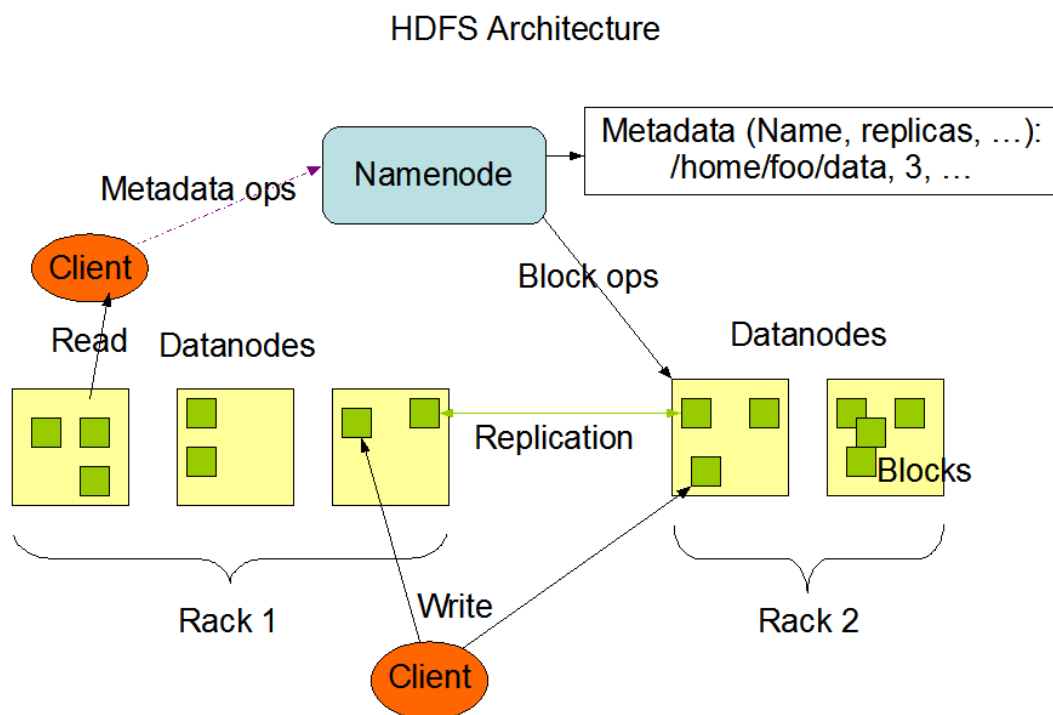 HDFS Architecture
Metadata (Name, replicas, …):
/home/foo/data, 3, …
Namenode
Metadata ops
Client
Block ops
Read
Datanodes
Datanodes
Replication
Blocks
Rack 1
Write
Rack 2
Client